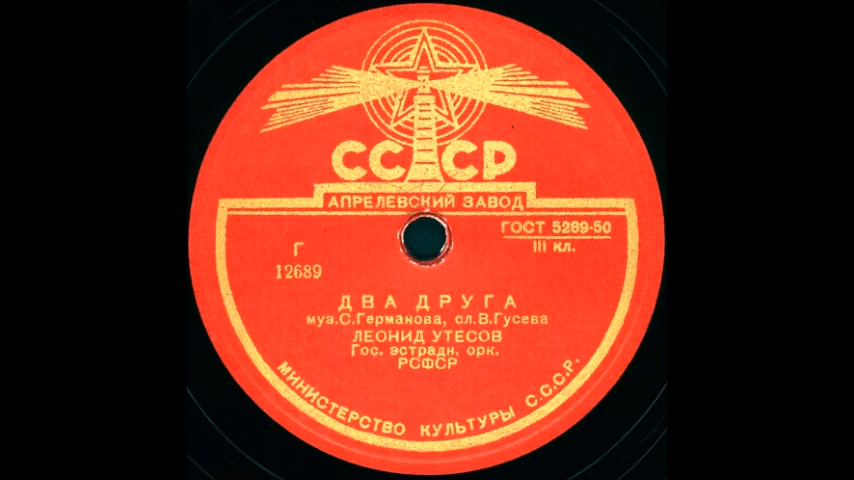 СССР
АПРЕЛЕВСКИЙ ЗАВОД
ГОСТ 5289-50
III кл.
Г
12689
ДВА ДРУГА
муз.С.Германова, сл.В.Гусева
ЛЕОНИД УТЕСОВ
Гос. эстрадн. орк.
РСФСР
МИНИСТЕРСТВО КУЛЬТУРЫ С.С.С.Р.